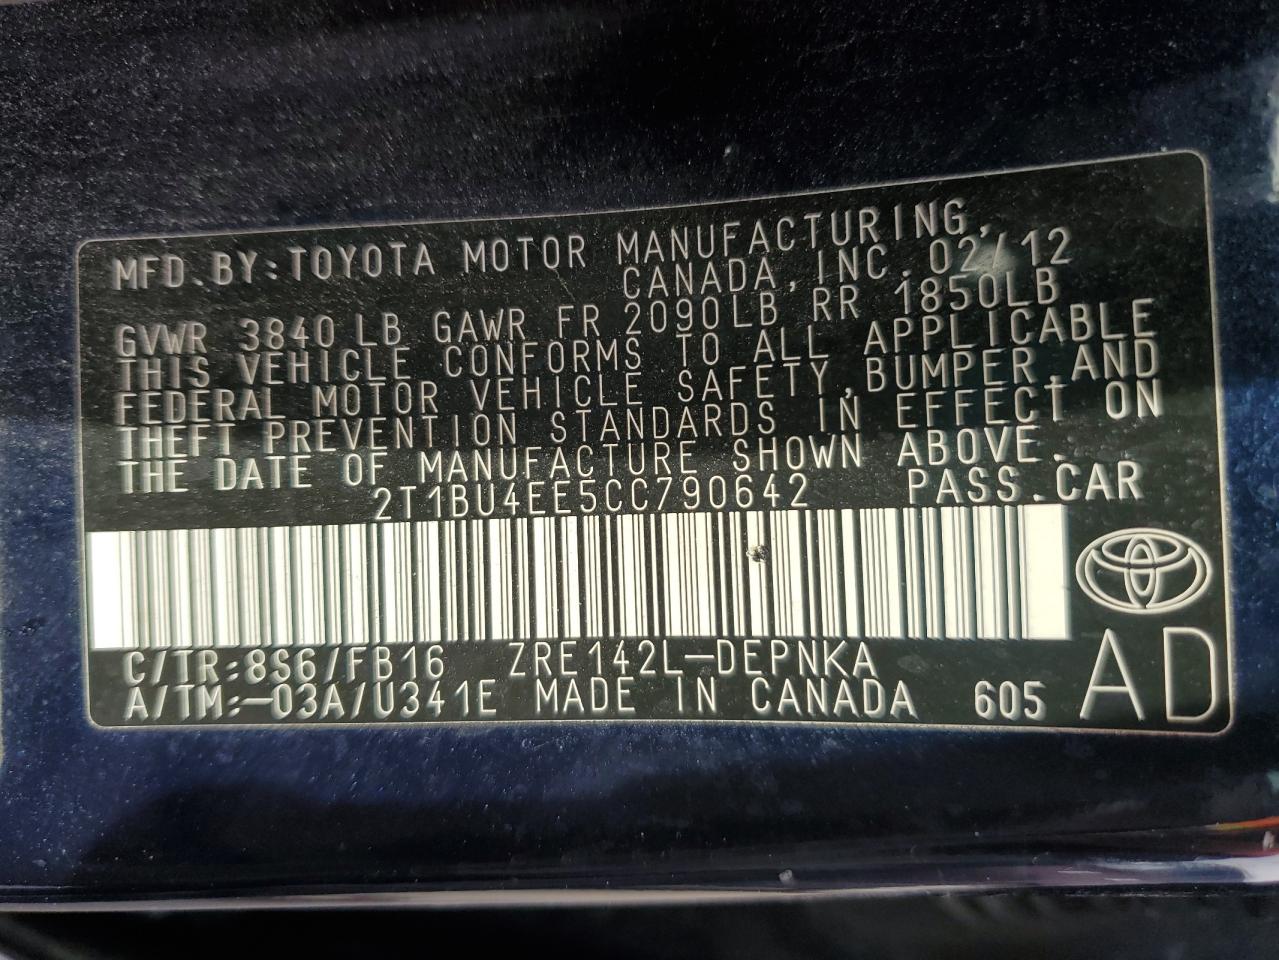 MFD.BY:TOYOTA MOTOR MANUFACTURING,
CANADA,INC.02/12
GVWR 3840 LB GAWR FR 2090LB RR 1850LB
THIS VEHICLE CONFORMS TO ALL APPLICABLE
FEDERAL MOTOR VEHICLE SAFETY,BUMPER,AND
THEFT PREVENTION STANDARDS IN EFFECT ON
THE DATE OF MANUFACTURE SHOWN ABOVE.
2T1BU4EE5CC790642 PASS.CAR
C/TR:8S6/FB16 ZRE142L-DEPNKA
A/TM:-03A/U341E MADE IN CANADA 605 AD